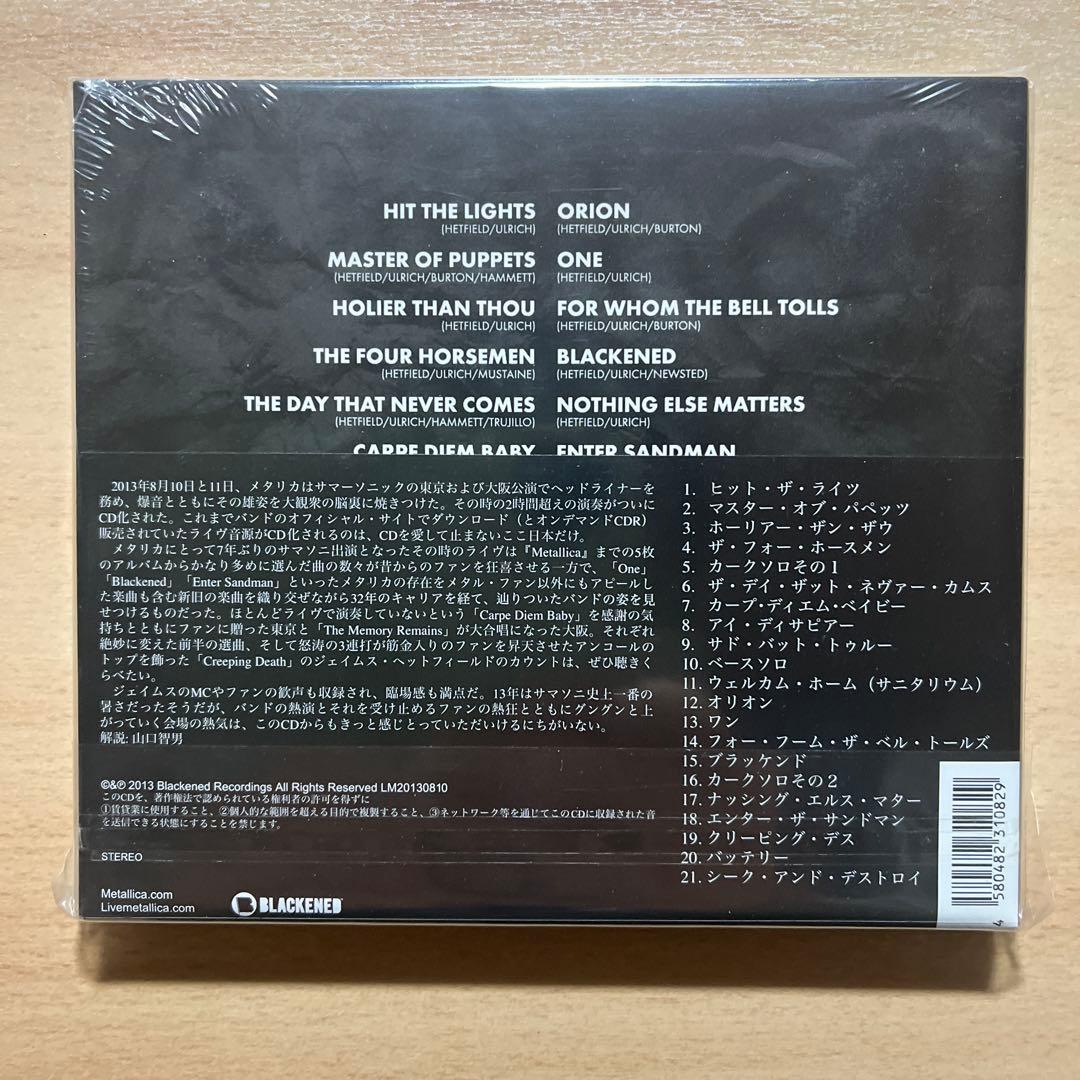 HIT THE LIGHTS
(HETFIELD/ULRICH)
MASTER OF PUPPETS
(HETFIELD/ULRICH/BURTON/HAMMETT)
HOLIER THAN THOU
(HETFIELD/ULRICH)
THE FOUR HORSEMEN
(HETFIELD/ULRICH/MUSTAINE)
THE DAY THAT NEVER COMES
(HETFIELD/ULRICH/HAMMETT/TRUJILLO)
CARPE DIEM BABY
ORION
(HETFIELD/ULRICH/BURTON)
ONE
(HETFIELD/ULRICH)
FOR WHOM THE BELL TOLLS
(HETFIELD/ULRICH/BURTON)
BLACKENED
(HETFIELD/ULRICH/NEWSTED)
NOTHING ELSE MATTERS
(HETFIELD/ULRICH)
ENTER SANDMAN
2013年8月10日と11日、メタリカはサマーソニックの東京および大阪公演でヘッドライナーを
務め、爆音とともにその雄姿を大観衆の脳裏に焼きつけた。その時の2時間超えの演奏がついに
CD化された。これまでバンドのオフィシャル・サイトでダウンロード（とオンデマンドCDR）
販売されていたライヴ音源がCD化されるのは、CDを愛して止まないここ日本だけだ。
メタリカにとって7年ぶりのサマソニ出演となったその時のライヴは『Metallica』までの5枚
のアルバムからかなり多めに選んだ曲の数々が昔からのファンを狂喜させる一方で、「One」
「Blackened」「Enter Sandman」といったメタリカの存在をメタル・ファン以外にもアピールし
た楽曲も含む新旧の楽曲を織り交ぜながら32年のキャリアを経て、辿りついたバンドの姿を見
せつけるものだった。ほとんどライヴで演奏していないという「Carpe Diem Baby」を感謝の気
持ちとともにファンに贈った東京と「The Memory Remains」が大合唱になった大阪。それぞれ
絶妙に変えた前半の選曲、そして怒涛の3連打が筋金入りのファンを昇天させたアンコールの
トップを飾った「Creeping Death」のジェイムス・ヘットフィールドのカウントは、ぜひ聴きく
らべたい。
ジェイムスのMCやファンの歓声も収録され、臨場感も満点だ。13年はサマソニ史上一番の
暑さだったそうだが、バンドの熱演とそれを受け止めるファンの熱狂とともにグングンと上
がっていく会場の熱気は、このCDからもきっと感じとっていただけるにちがいない。
解説: 山口智男
©&℗ 2013 Blackened Recordings All Rights Reserved LM20130810
このCDを、著作権法で認められている権利者の許可を得ずに
①賃貸業に使用すること、②個人的な範囲を超える目的で複製すること、③ネットワーク等を通じてこのCDに収録された音
を送信できる状態にすることを禁じます。
STEREO
Metallica.com
Livemetallica.com
BLACKENED
1. ヒット・ザ・ライツ
2. マスター・オブ・パペッツ
3. ホーリアー・ザン・ザウ
4. ザ・フォー・ホースメン
5. カークソロその１
6. ザ・デイ・ザット・ネヴァー・カムス
7. カープ・ディエム・ベイビー
8. アイ・ディサピアー
9. サド・バット・トゥルー
10. ベースソロ
11. ウェルカム・ホーム（サニタリウム）
12. オリオン
13. ワン
14. フォー・フーム・ザ・ベル・トールズ
15. ブラッケンド
16. カークソロその２
17. ナッシング・エルス・マター
18. エンター・ザ・サンドマン
19. クリーピング・デス
20. バッテリー
21. シーク・アンド・デストロイ
4 580482 310829